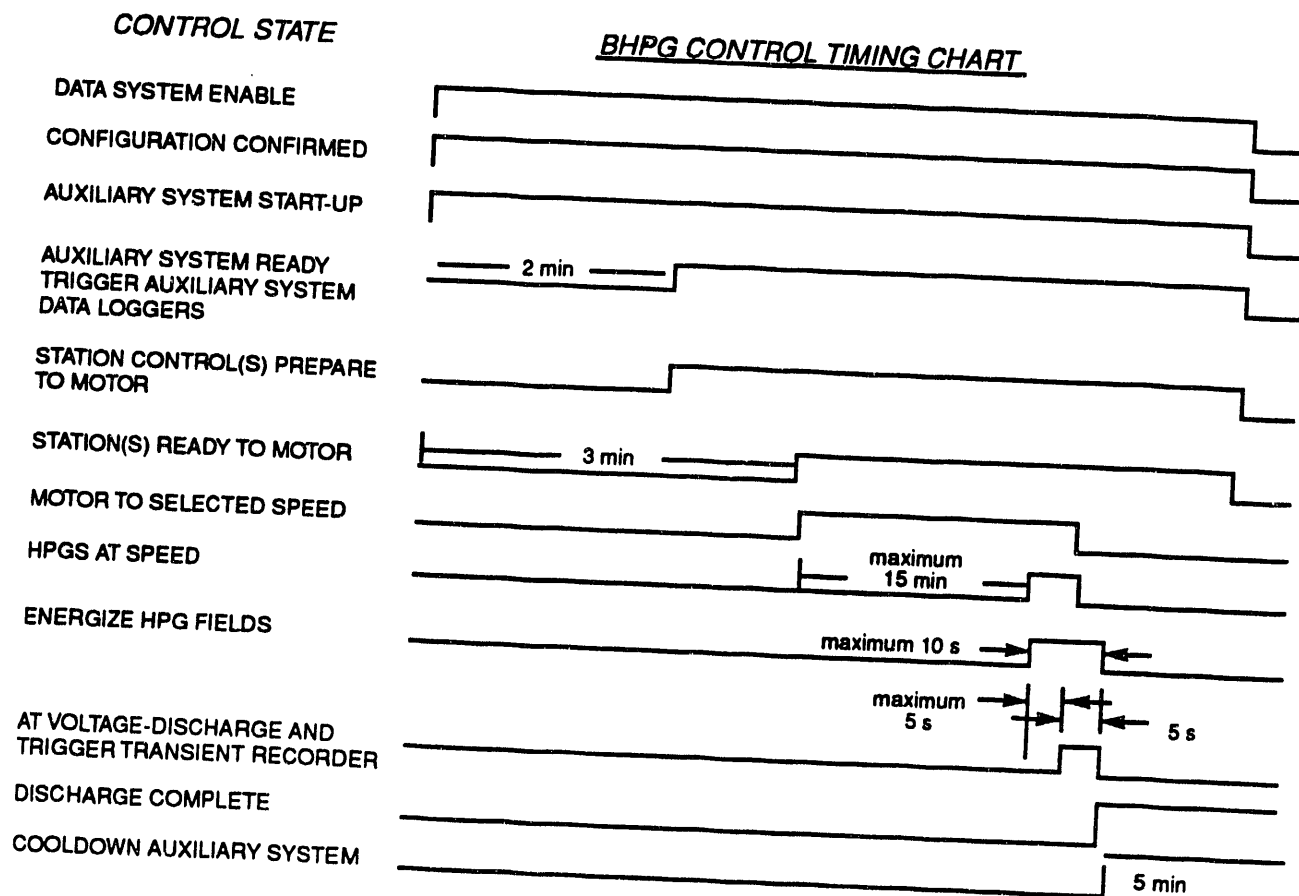 CONTROL STATE
BHPG CONTROL TIMING CHART
DATA SYSTEM ENABLE
CONFIGURATION CONFIRMED
AUXILIARY SYSTEM START-UP
AUXILIARY SYSTEM READY
TRIGGER AUXILIARY SYSTEM
DATA LOGGERS
2 min
STATION CONTROL(S) PREPARE
TO MOTOR
STATION(S) READY TO MOTOR
3 min
MOTOR TO SELECTED SPEED
HPGS AT SPEED
maximum
15 min
ENERGIZE HPG FIELDS
maximum 10 s
maximum
5 s
5 s
AT VOLTAGE-DISCHARGE AND
TRIGGER TRANSIENT RECORDER
DISCHARGE COMPLETE
COOLDOWN AUXILIARY SYSTEM
5 min